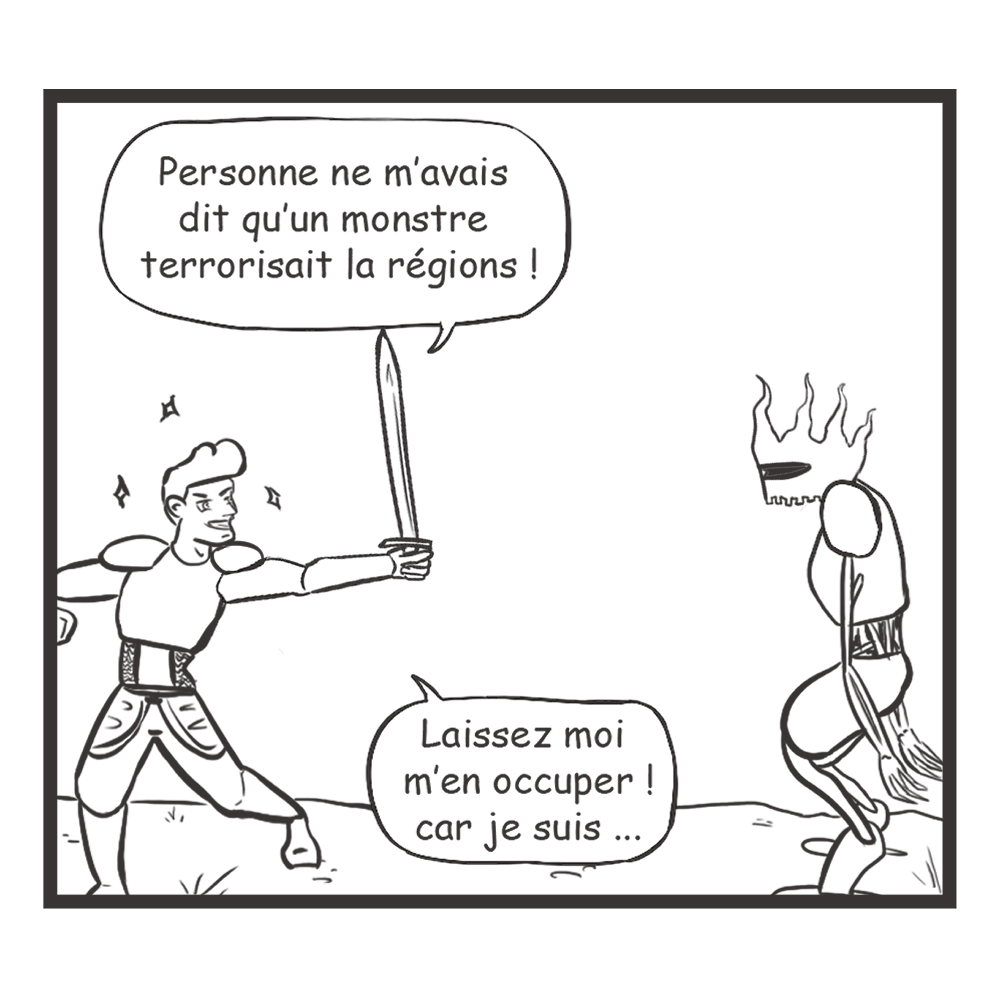 Personne ne m'avais
dit qu'un monstre
terrorisait la régions !
Laissez moi
m'en occuper !
car je suis ...